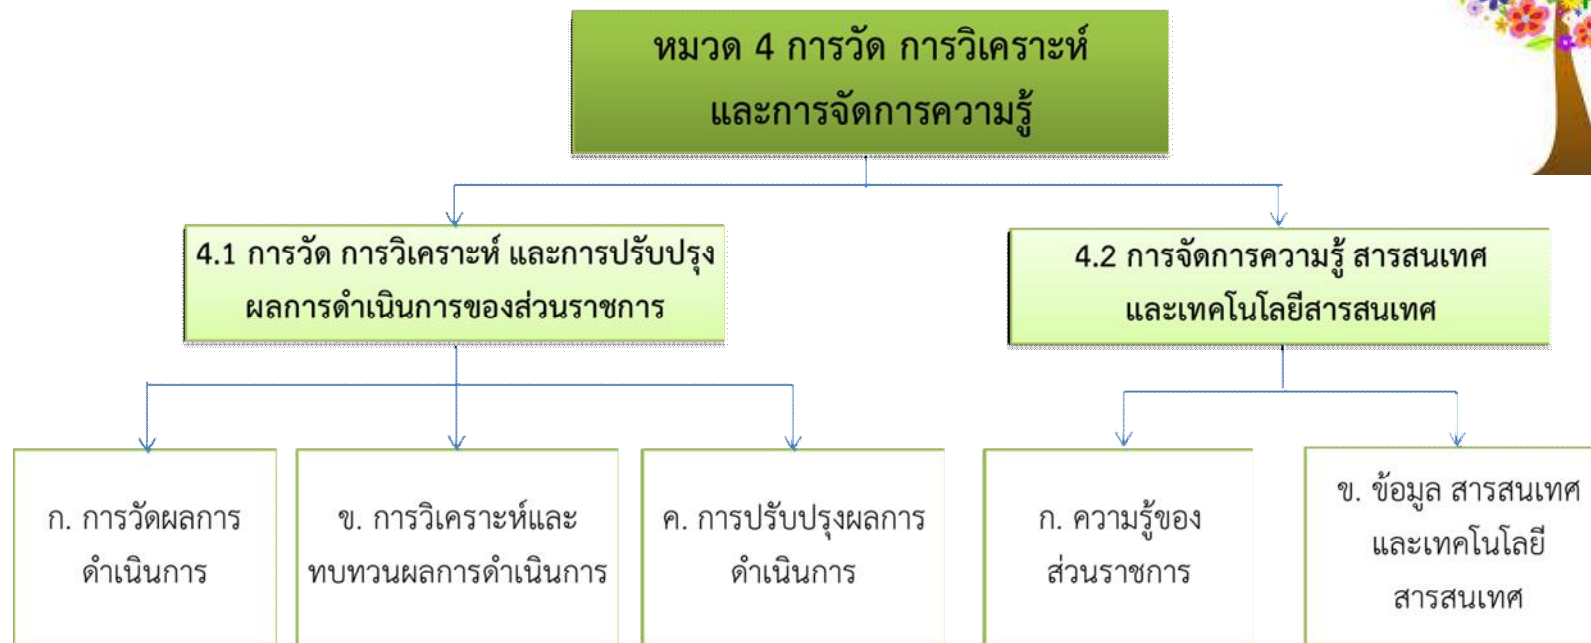 หมวด 4 การวัด การวิเคราะห์
และการจัดการความรู้
4.1 การวัด การวิเคราะห์ และการปรับปรุง
ผลการดำเนินการของส่วนราชการ
4.2 การจัดการความรู้ สารสนเทศ
และเทคโนโลยีสารสนเทศ
ก. การวัดผลการ
ดำเนินการ
ข. การวิเคราะห์และ
ทบทวนผลการดำเนินการ
ค. การปรับปรุงผลการ
ดำเนินการ
ก. ความรู้ของ
ส่วนราชการ
ข. ข้อมูล สารสนเทศ
และเทคโนโลยี
สารสนเทศ